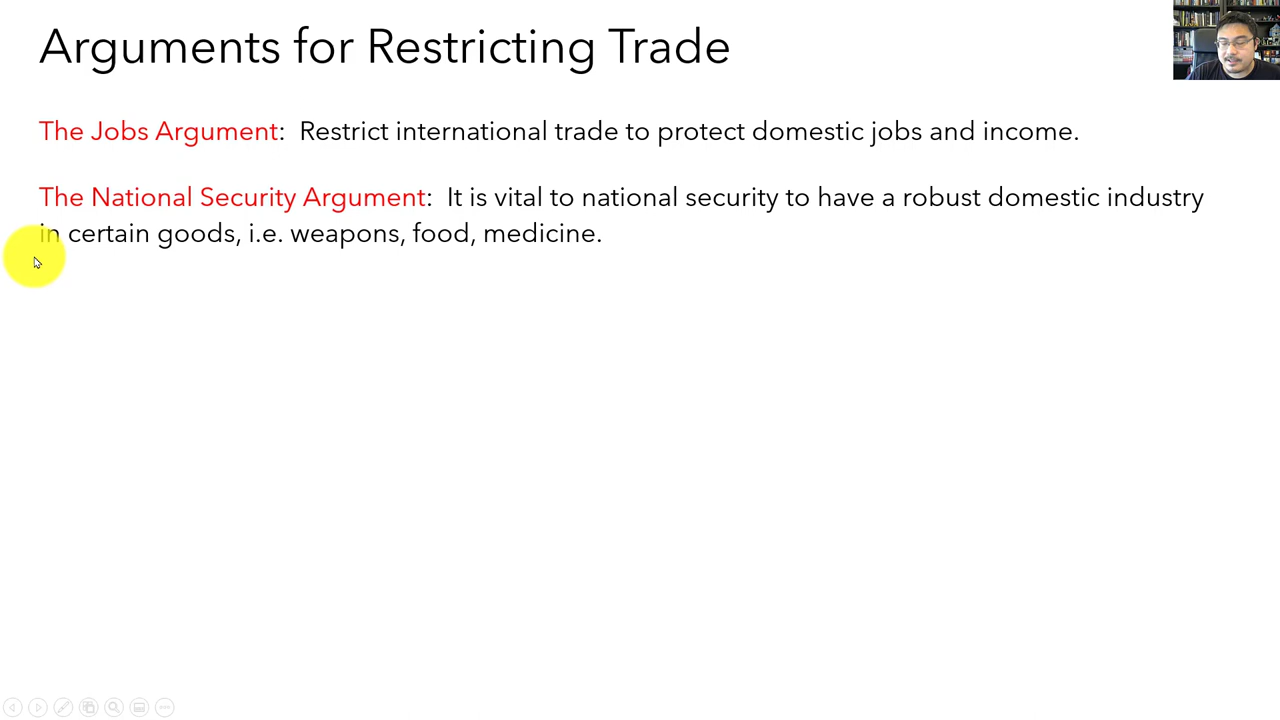 Arguments for Restricting Trade
The Jobs Argument: Restrict international trade to protect domestic jobs and income.
The National Security Argument: It is vital to national security to have a robust domestic industry
in certain goods, i.e. weapons, food, medicine.